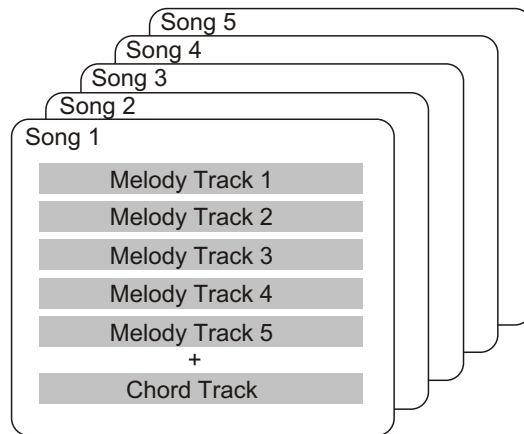 Song 5
Song 4
Song 3
Song 2
Song 1
Melody Track 1
Melody Track 2
Melody Track 3
Melody Track 4
Melody Track 5
+
Chord Track